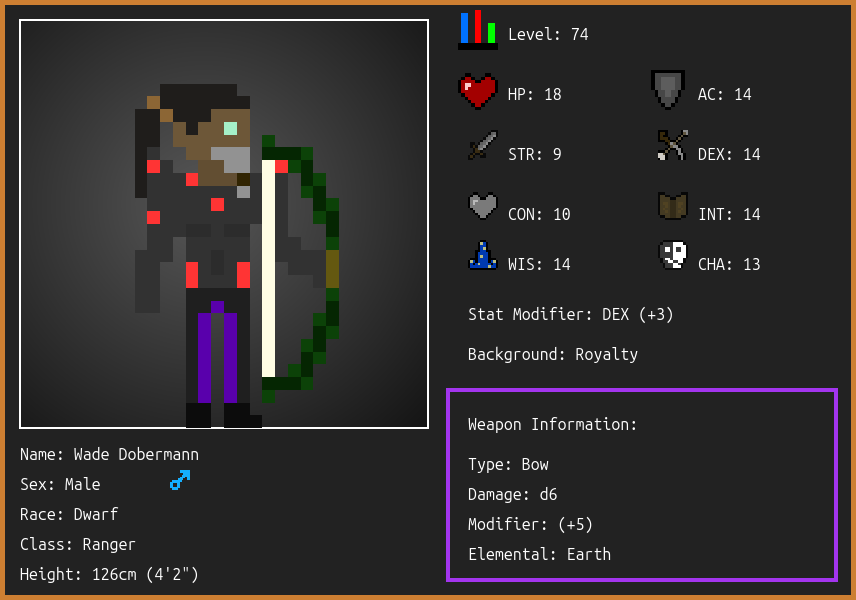 Level: 74
HP: 18
AC: 14
STR: 9
DEX: 14
CON: 10
INT: 14
WIS: 14
CHA: 13
Stat Modifier: DEX (+3)
Background: Royalty
Weapon Information:
Type: Bow
Damage: d6
Modifier: (+5)
Elemental: Earth
Name: Wade Dobermann
Sex: Male
Race: Dwarf
Class: Ranger
Height: 126cm (4'2")